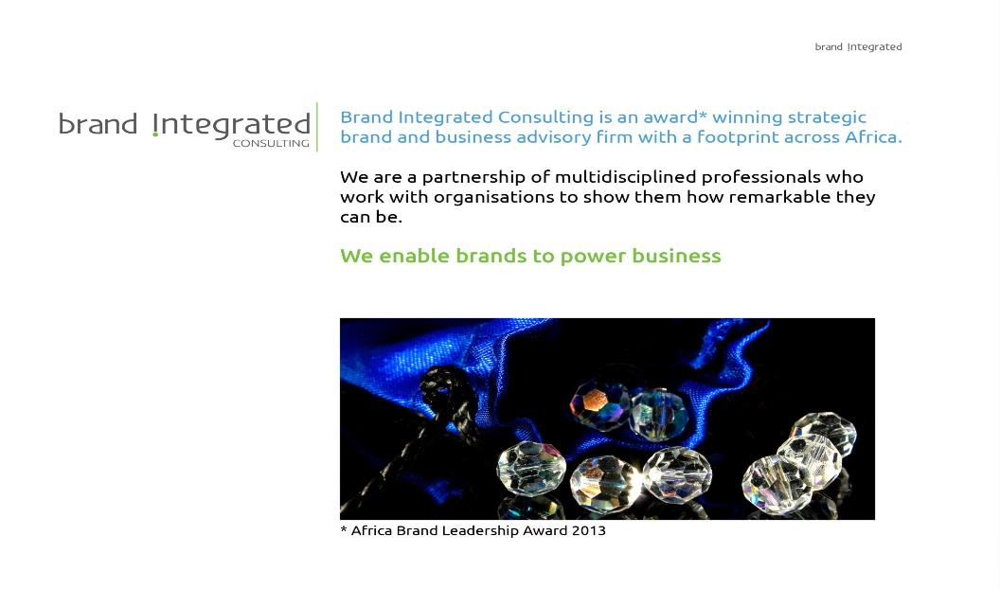 brand !ntegrated
brand !ntegrated
CONSULTING
Brand Integrated Consulting is an award* winning strategic
brand and business advisory firm with a footprint across Africa.
We are a partnership of multidisciplined professionals who
work with organisations to show them how remarkable they
can be.
We enable brands to power business
* Africa Brand Leadership Award 2013